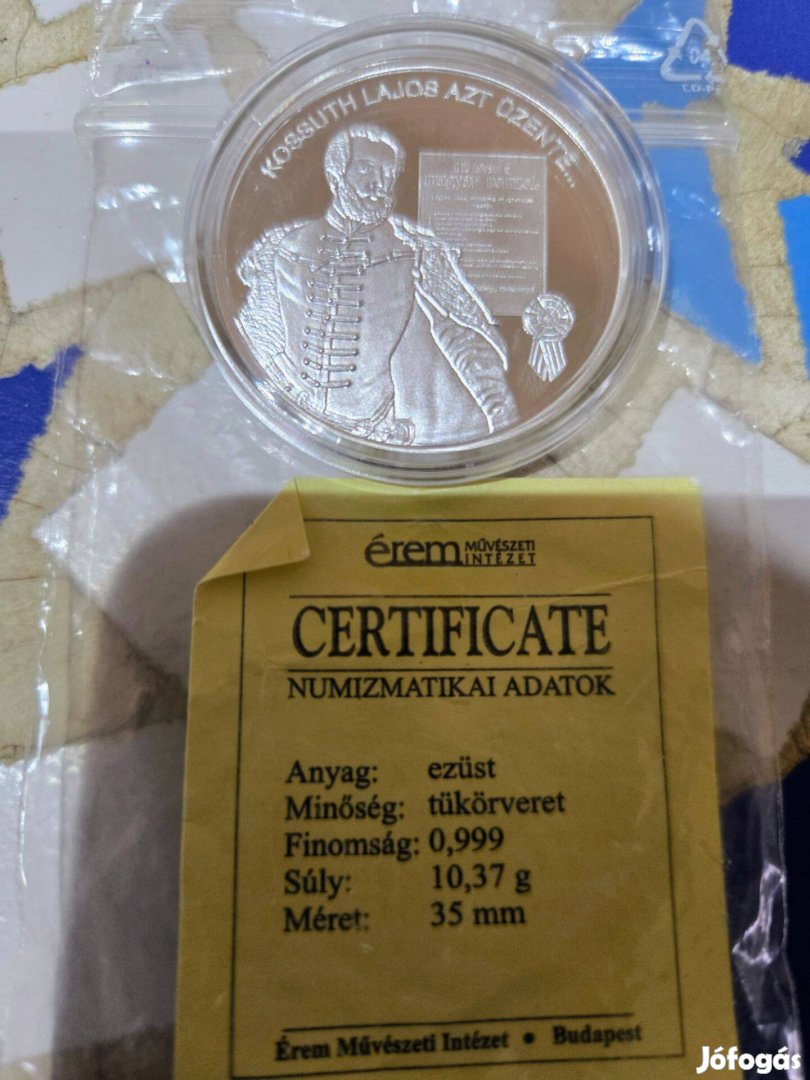 KOSSUTH LAJOS AZT ÜZENTE...
érem MŰVÉSZETI INTÉZET
CERTIFICATE
NUMIZMATIKAI ADATOK
Anyag: ezüst
Minőség: tükörveret
Finomság: 0,999
Súly: 10,37 g
Méret: 35 mm
Érem Művészeti Intézet • Budapest
Jófogás